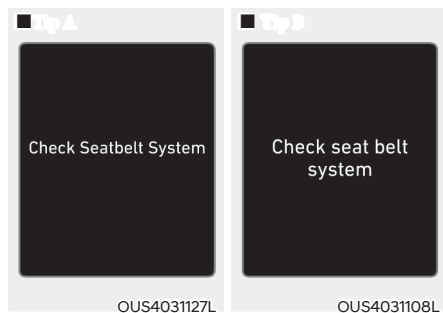 Check Seatbelt System
OUS4031127L
Check seat belt
system
OUS4031108L